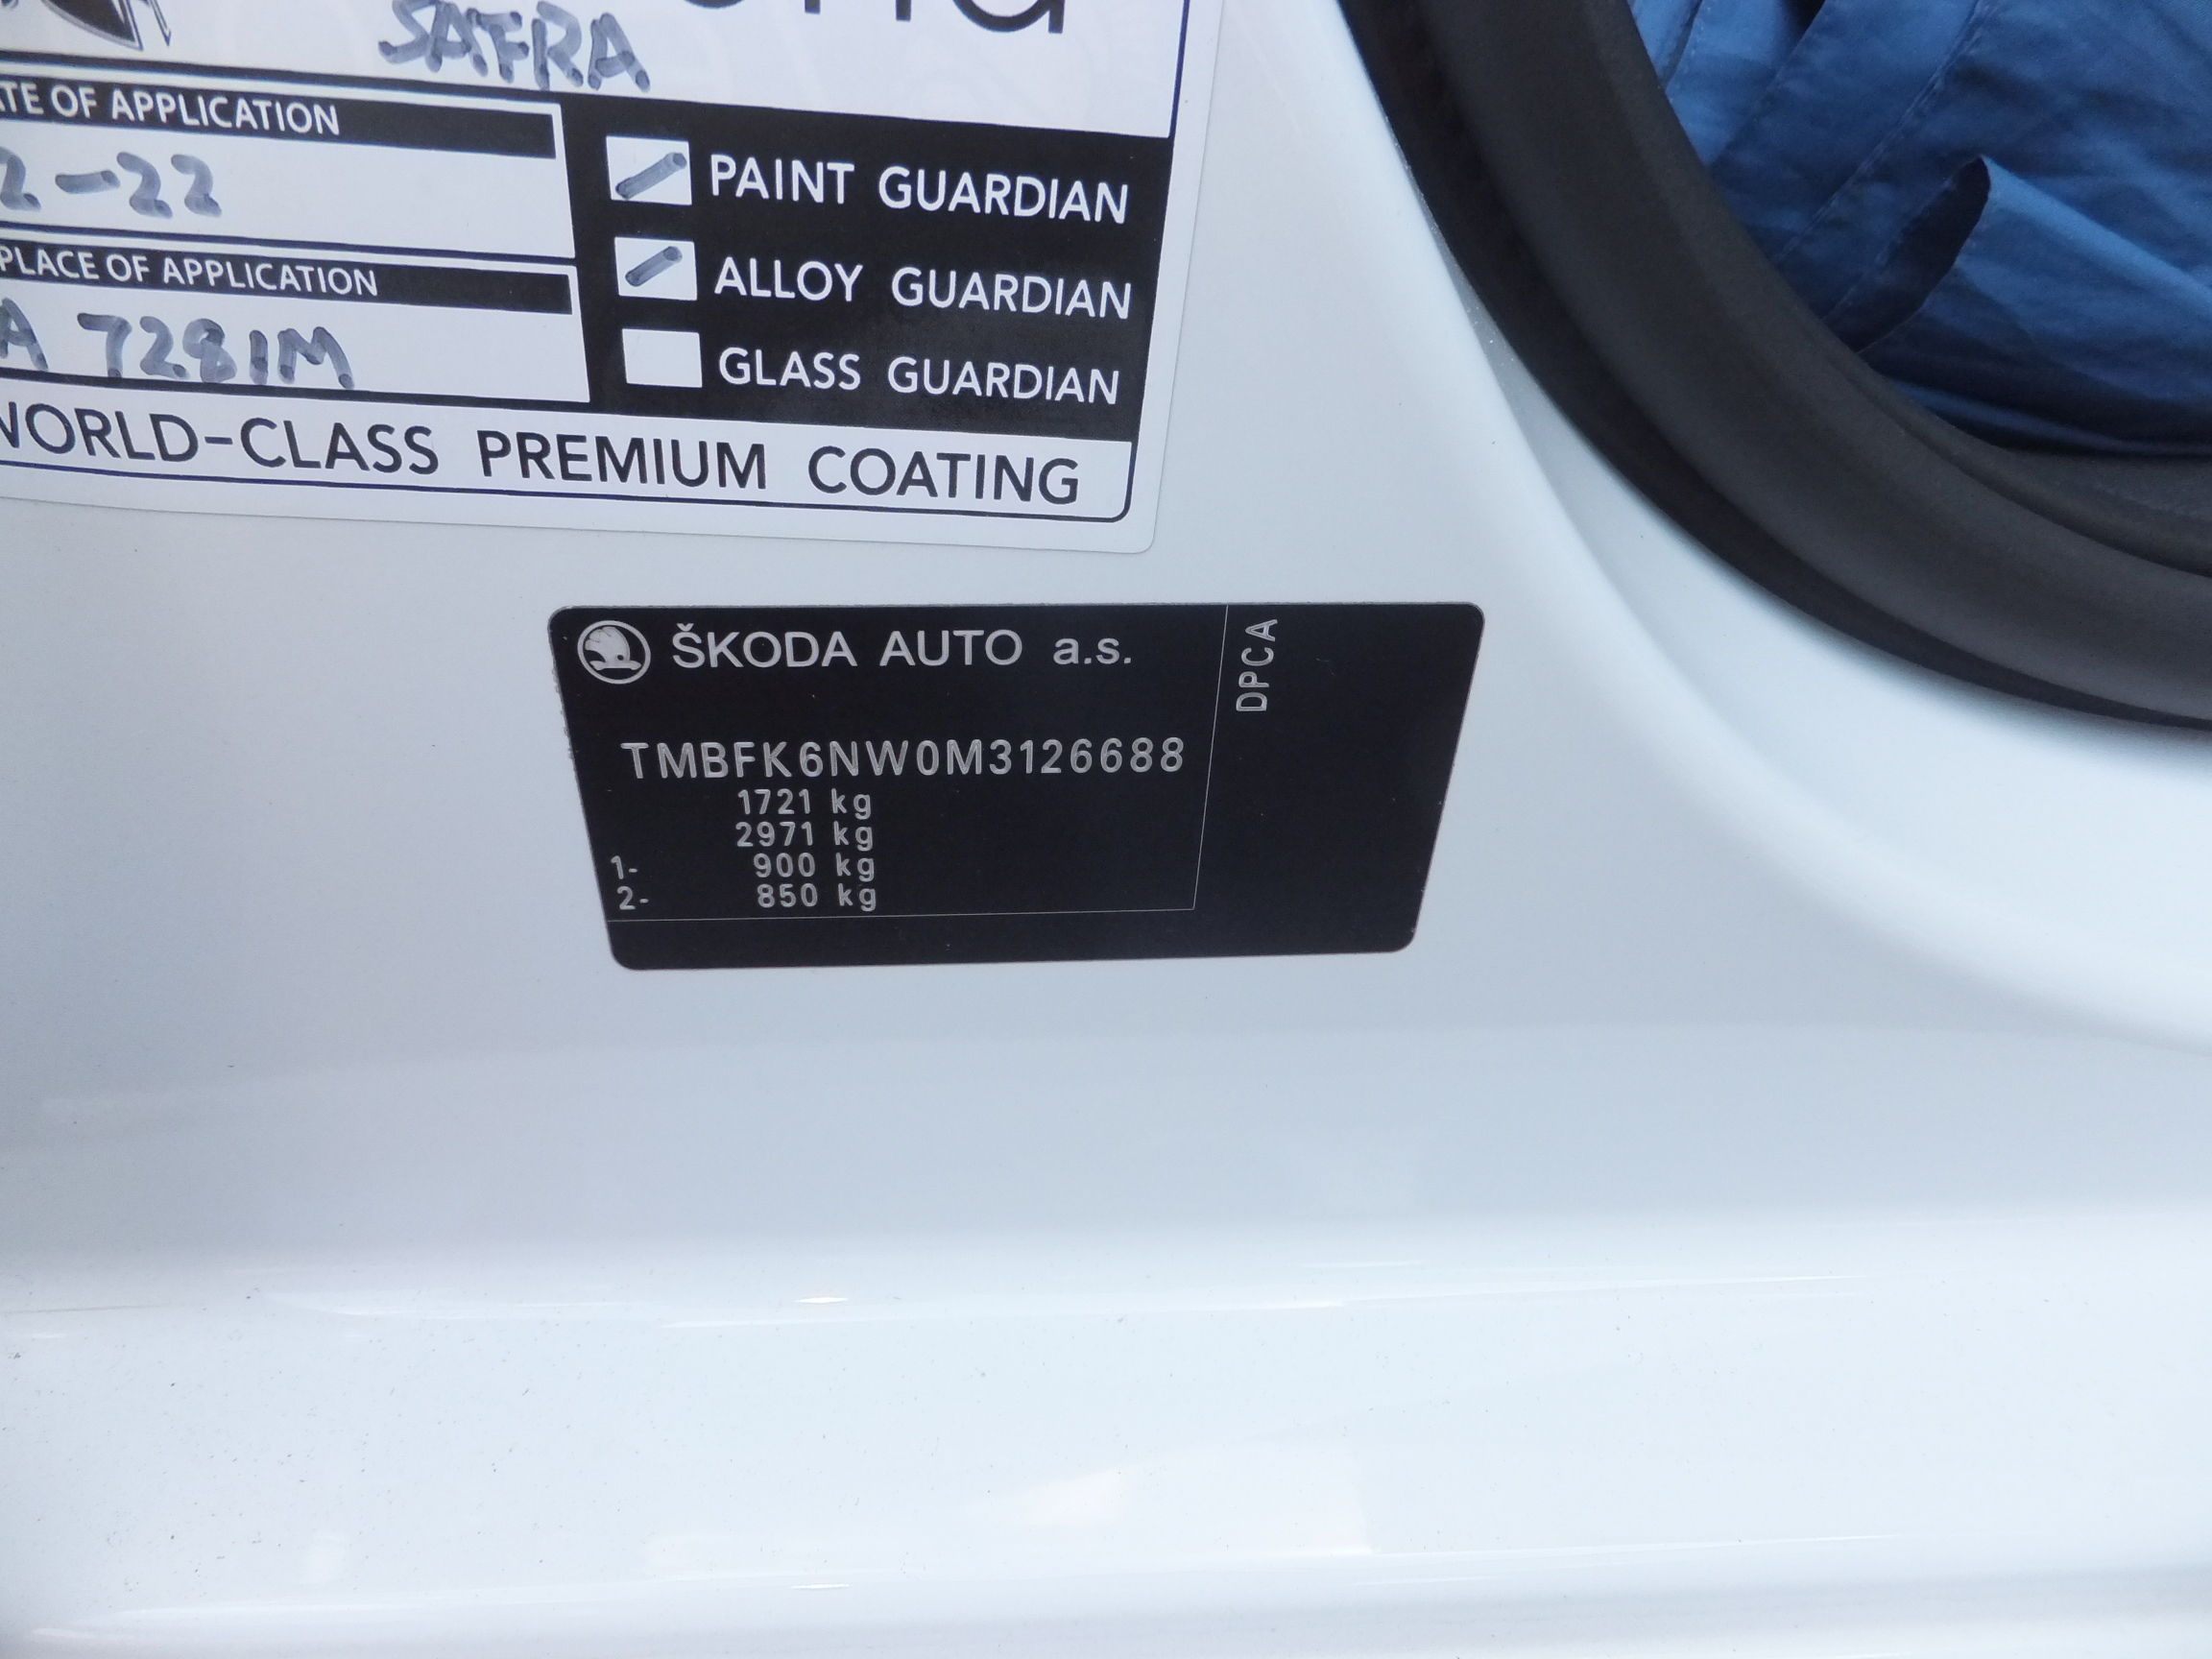 SAFRA
TE OF APPLICATION
2-22
PLACE OF APPLICATION
A 7281M
PAINT GUARDIAN
ALLOY GUARDIAN
GLASS GUARDIAN
WORLD-CLASS PREMIUM COATING
ŠKODA AUTO a.s.
DPCA
TMBFK6NW0M3126688
1721 kg
2971 kg
1- 900 kg
2- 850 kg